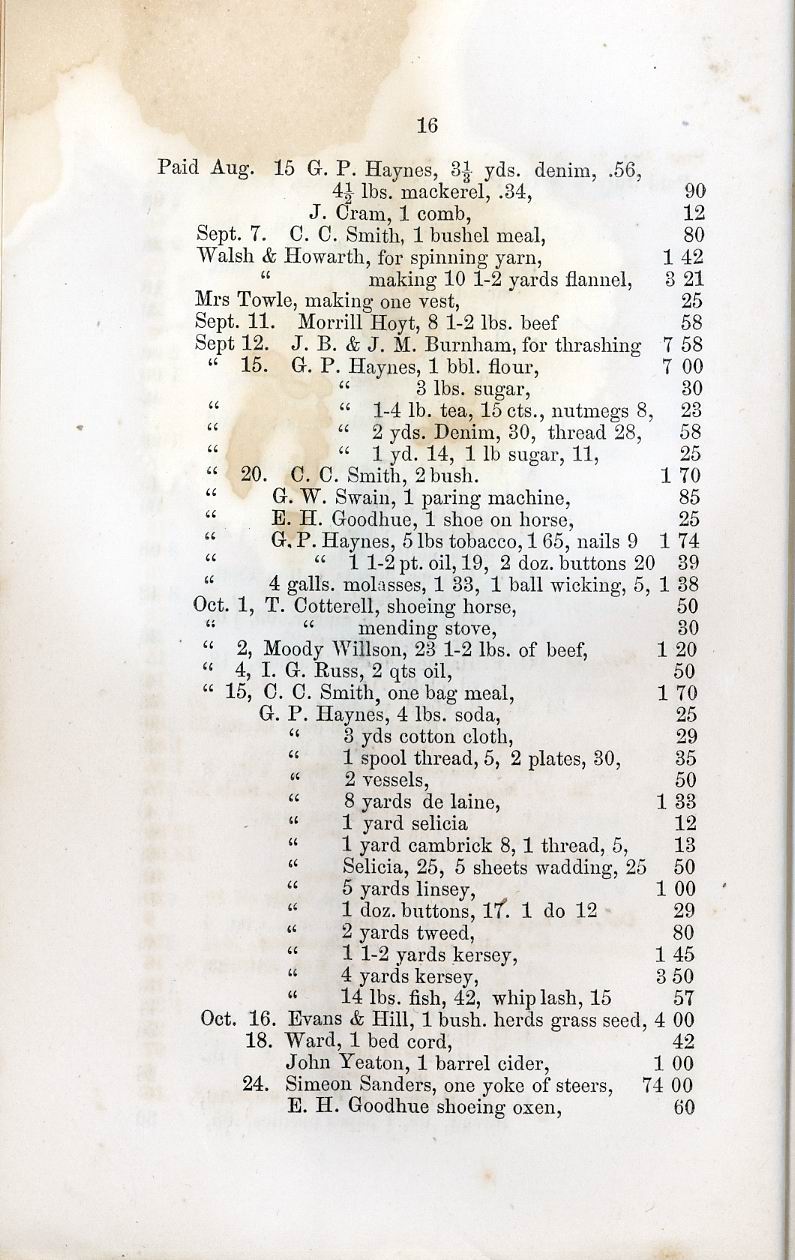 16
Paid Aug. 15 G. P. Haynes, 3⅓ yds. denim, .56,
4½ lbs. mackerel, .34, 90
J. Cram, 1 comb, 12
Sept. 7. C. C. Smith, 1 bushel meal, 80
Walsh & Howarth, for spinning yarn, 1 42
“ making 10 1-2 yards flannel, 3 21
Mrs Towle, making one vest, 25
Sept. 11. Morrill Hoyt, 8 1-2 lbs. beef 58
Sept 12. J. B. & J. M. Burnham, for thrashing 7 58
“ 15. G. P. Haynes, 1 bbl. flour, 7 00
“ 3 lbs. sugar, 30
“ “ 1-4 lb. tea, 15 cts., nutmegs 8, 23
“ “ 2 yds. Denim, 30, thread 28, 58
“ “ 1 yd. 14, 1 lb sugar, 11, 25
“ 20. C. C. Smith, 2 bush. 1 70
“ G. W. Swain, 1 paring machine, 85
“ E. H. Goodhue, 1 shoe on horse, 25
“ G. P. Haynes, 5 lbs tobacco, 1 65, nails 9 1 74
“ “ 1 1-2 pt. oil, 19, 2 doz. buttons 20 39
“ 4 galls. molasses, 1 33, 1 ball wicking, 5, 1 38
Oct. 1, T. Cotterell, shoeing horse, 50
“ “ mending stove, 30
“ 2, Moody Willson, 23 1-2 lbs. of beef, 1 20
“ 4, I. G. Russ, 2 qts oil, 50
“ 15, C. C. Smith, one bag meal, 1 70
G. P. Haynes, 4 lbs. soda, 25
“ 3 yds cotton cloth, 29
“ 1 spool thread, 5, 2 plates, 30, 35
“ 2 vessels, 50
“ 8 yards de laine, 1 33
“ 1 yard selicia 12
“ 1 yard cambrick 8, 1 thread, 5, 13
“ Selicia, 25, 5 sheets wadding, 25 50
“ 5 yards linsey, 1 00
“ 1 doz. buttons, 17. 1 do 12 29
“ 2 yards tweed, 80
“ 1 1-2 yards kersey, 1 45
“ 4 yards kersey, 3 50
“ 14 lbs. fish, 42, whip lash, 15 57
Oct. 16. Evans & Hill, 1 bush. herds grass seed, 4 00
18. Ward, 1 bed cord, 42
John Yeaton, 1 barrel cider, 1 00
24. Simeon Sanders, one yoke of steers, 74 00
E. H. Goodhue shoeing oxen, 60